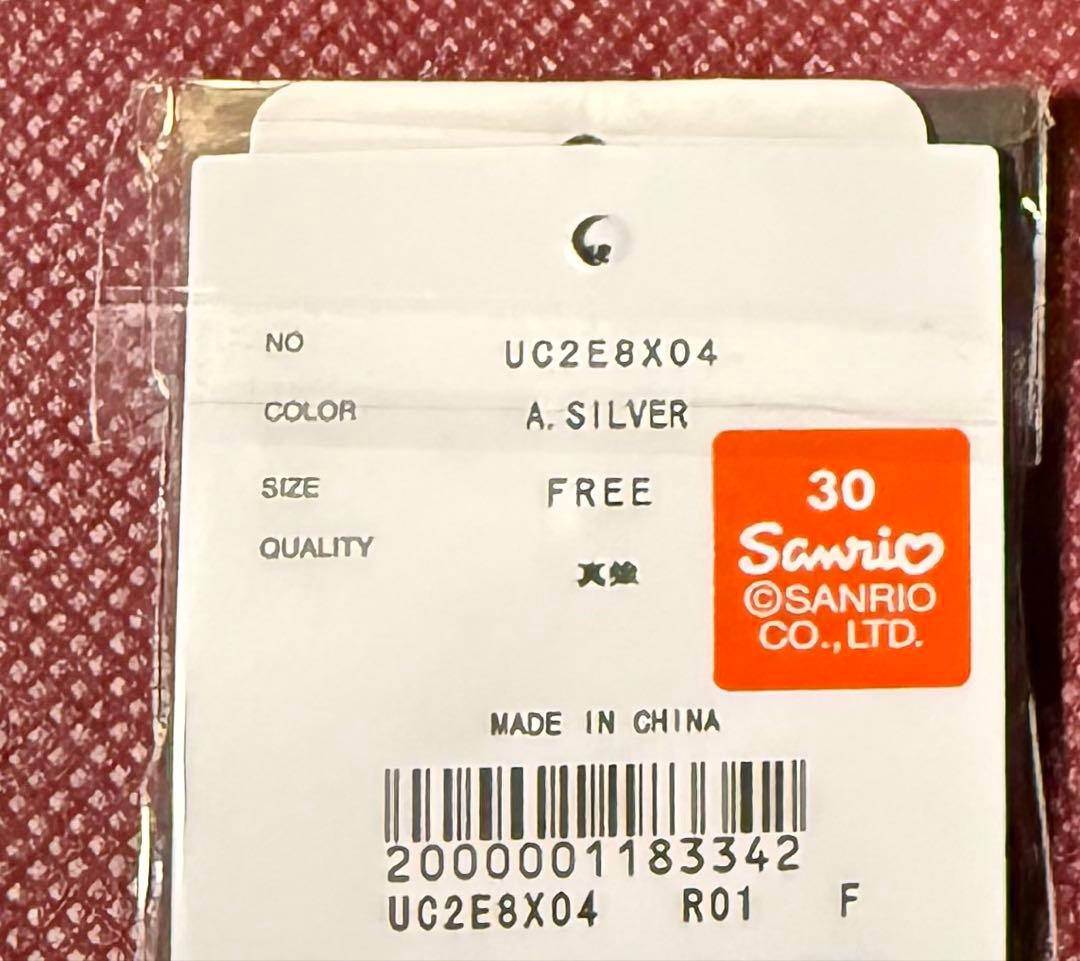 NO UC2E8X04
COLOR A. SILVER
SIZE FREE
QUALITY
真鍮
30
Sanrio
©SANRIO
CO., LTD.
MADE IN CHINA
2000001183342
UC2E8X04 R01 F